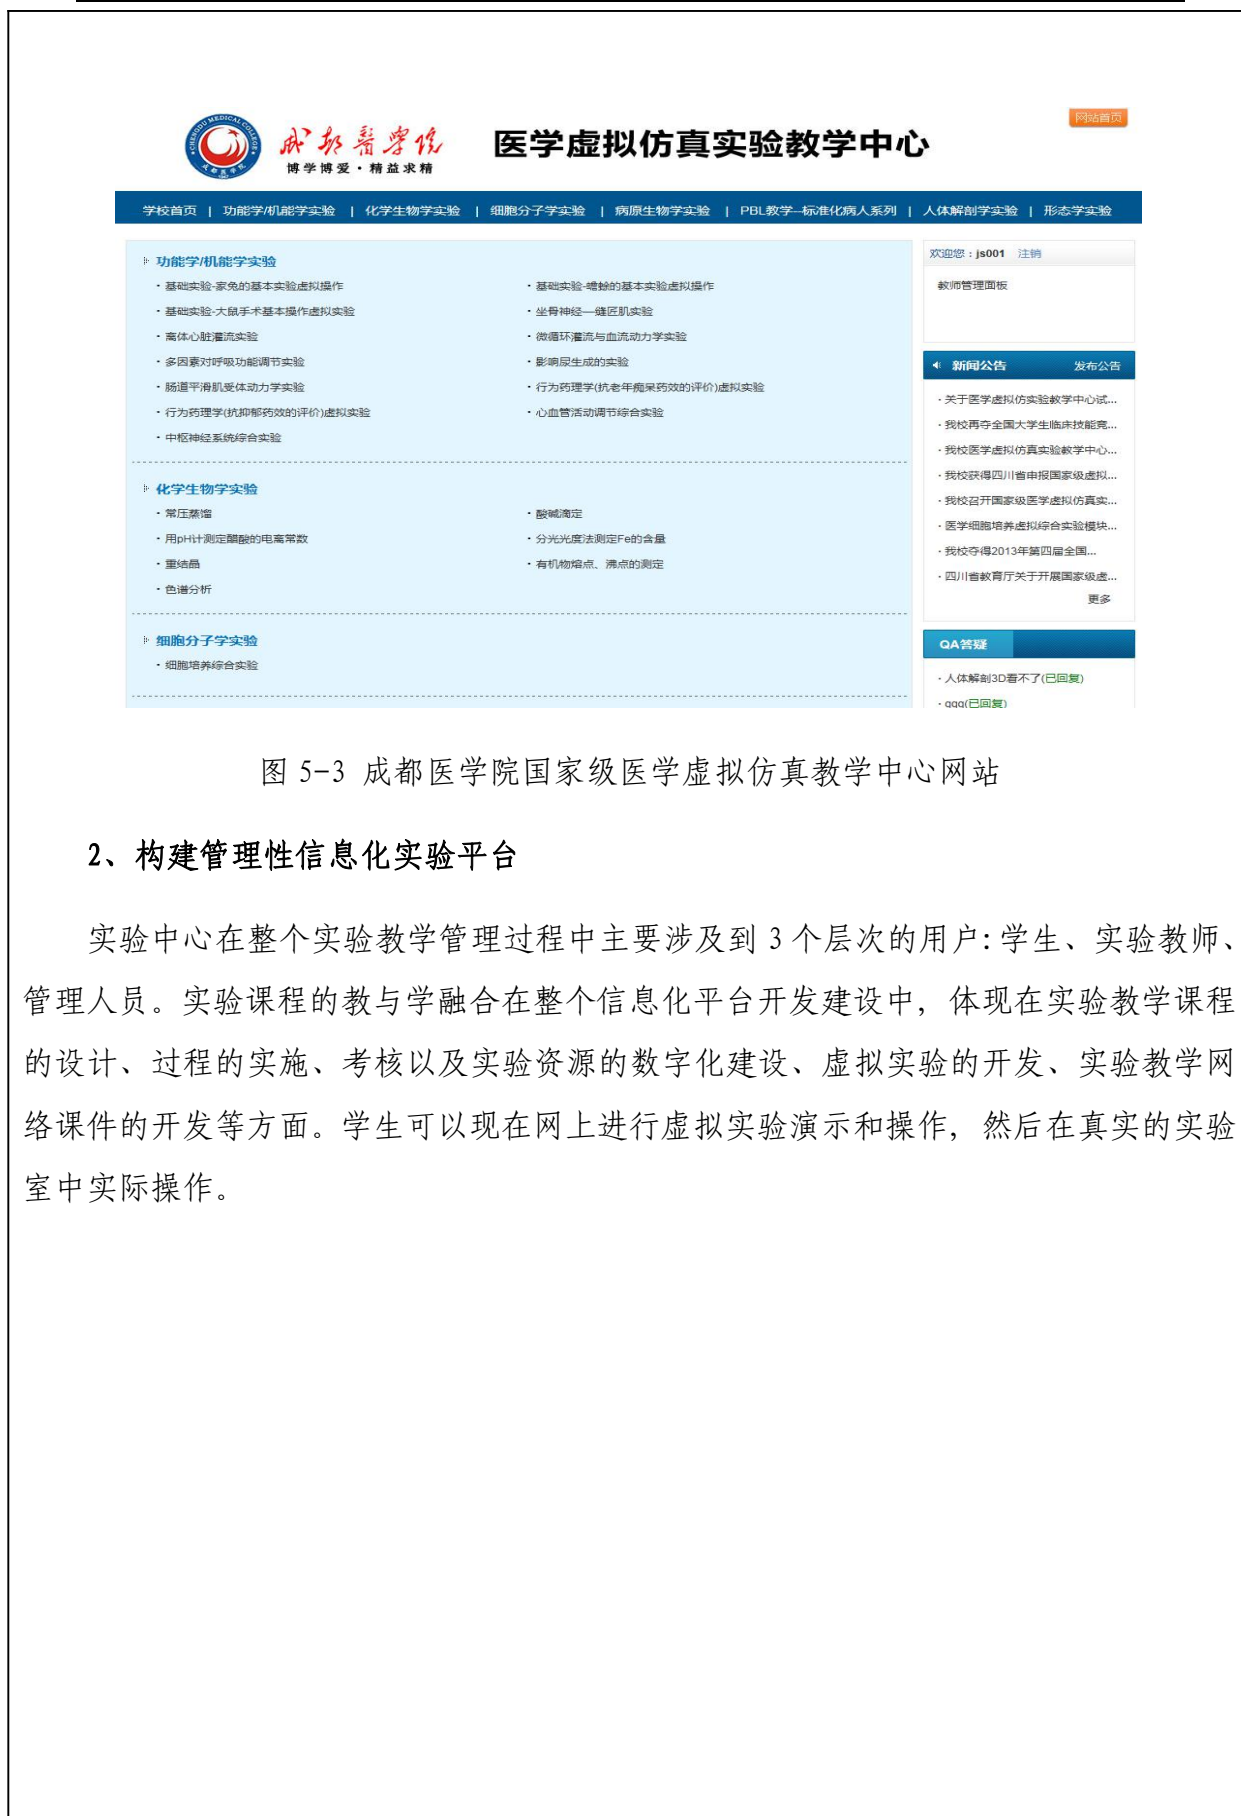 网站首页
CHENGDU MEDICAL COLLEGE
成都医学院
成都醫學院
博学博爱·精益求精
医学虚拟仿真实验教学中心
学校首页 | 功能学/机能学实验 | 化学生物学实验 | 细胞分子学实验 | 病原生物学实验 | PBL教学--标准化病人系列 | 人体解剖学实验 | 形态学实验
功能学/机能学实验
·基础实验-家兔的基本实验虚拟操作
·基础实验-蟾蜍的基本实验虚拟操作
·基础实验-大鼠手术基本操作虚拟实验
·坐骨神经—缝匠肌实验
·离体心脏灌流实验
·微循环灌流与血流动力学实验
·多因素对呼吸功能调节实验
·影响尿生成的实验
·肠道平滑肌受体动力学实验
·行为药理学(抗老年痴呆药效的评价)虚拟实验
·行为药理学(抗抑郁药效的评价)虚拟实验
·心血管活动调节综合实验
·中枢神经系统综合实验
化学生物学实验
·常压蒸馏
·酸碱滴定
·用pH计测定醋酸的电离常数
·分光光度法测定Fe的含量
·重结晶
·有机物熔点、沸点的测定
·色谱分析
细胞分子学实验
·细胞培养综合实验
欢迎您：js001 注销
教师管理面板
新闻公告 发布公告
·关于医学虚拟仿实验教学中心试...
·我校再夺全国大学生临床技能竞...
·我校医学虚拟仿真实验教学中心...
·我校获得四川省申报国家级虚拟...
·我校召开国家级医学虚拟仿真实...
·医学细胞培养虚拟综合实验模块...
·我校夺得2013年第四届全国...
·四川省教育厅关于开展国家级虚...
更多
QA答疑
·人体解剖3D看不了(已回复)
·qqq(已回复)
图 5-3 成都医学院国家级医学虚拟仿真教学中心网站
2、构建管理性信息化实验平台
实验中心在整个实验教学管理过程中主要涉及到 3 个层次的用户:学生、实验教师、
管理人员。实验课程的教与学融合在整个信息化平台开发建设中，体现在实验教学课程
的设计、过程的实施、考核以及实验资源的数字化建设、虚拟实验的开发、实验教学网
络课件的开发等方面。学生可以现在网上进行虚拟实验演示和操作，然后在真实的实验
室中实际操作。